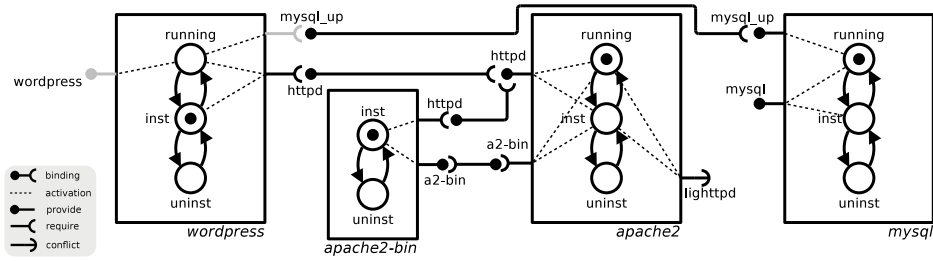 mysql_up
mysql_up
running
running
running
httpd
wordpress
httpd
httpd
mysql
inst
inst
inst
inst
a2-bin
a2-bin
binding
activation
provide
require
conflict
uninst
uninst
uninst
uninst
lighttpd
wordpress
apache2-bin
apache2
mysql